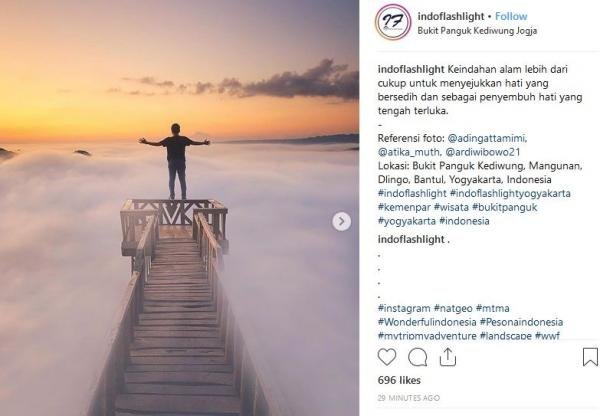 indoflashlight • Follow
Bukit Panguk Kediwung Jogja
indoflashlight Keindahan alam lebih dari
cukup untuk menyejukkan hati yang
bersedih dan sebagai penyembuh hati yang
tengah terluka.
-
Referensi foto: @adingattamimi,
@atika_muth, @ardiwibowo21
Lokasi: Bukit Panguk Kediwung, Mangunan,
Dlingo, Bantul, Yogyakarta, Indonesia
#indoflashlight #indoflashlightyogyakarta
#kemenpar #wisata #bukitpanguk
#yogyakarta #indonesia
indoflashlight .
.
.
.
.
#instagram #natgeo #mtma
#Wonderfulindonesia #Pesonaindonesia
#mytripmyadventure #landscape #wwf
696 likes
29 MINUTES AGO